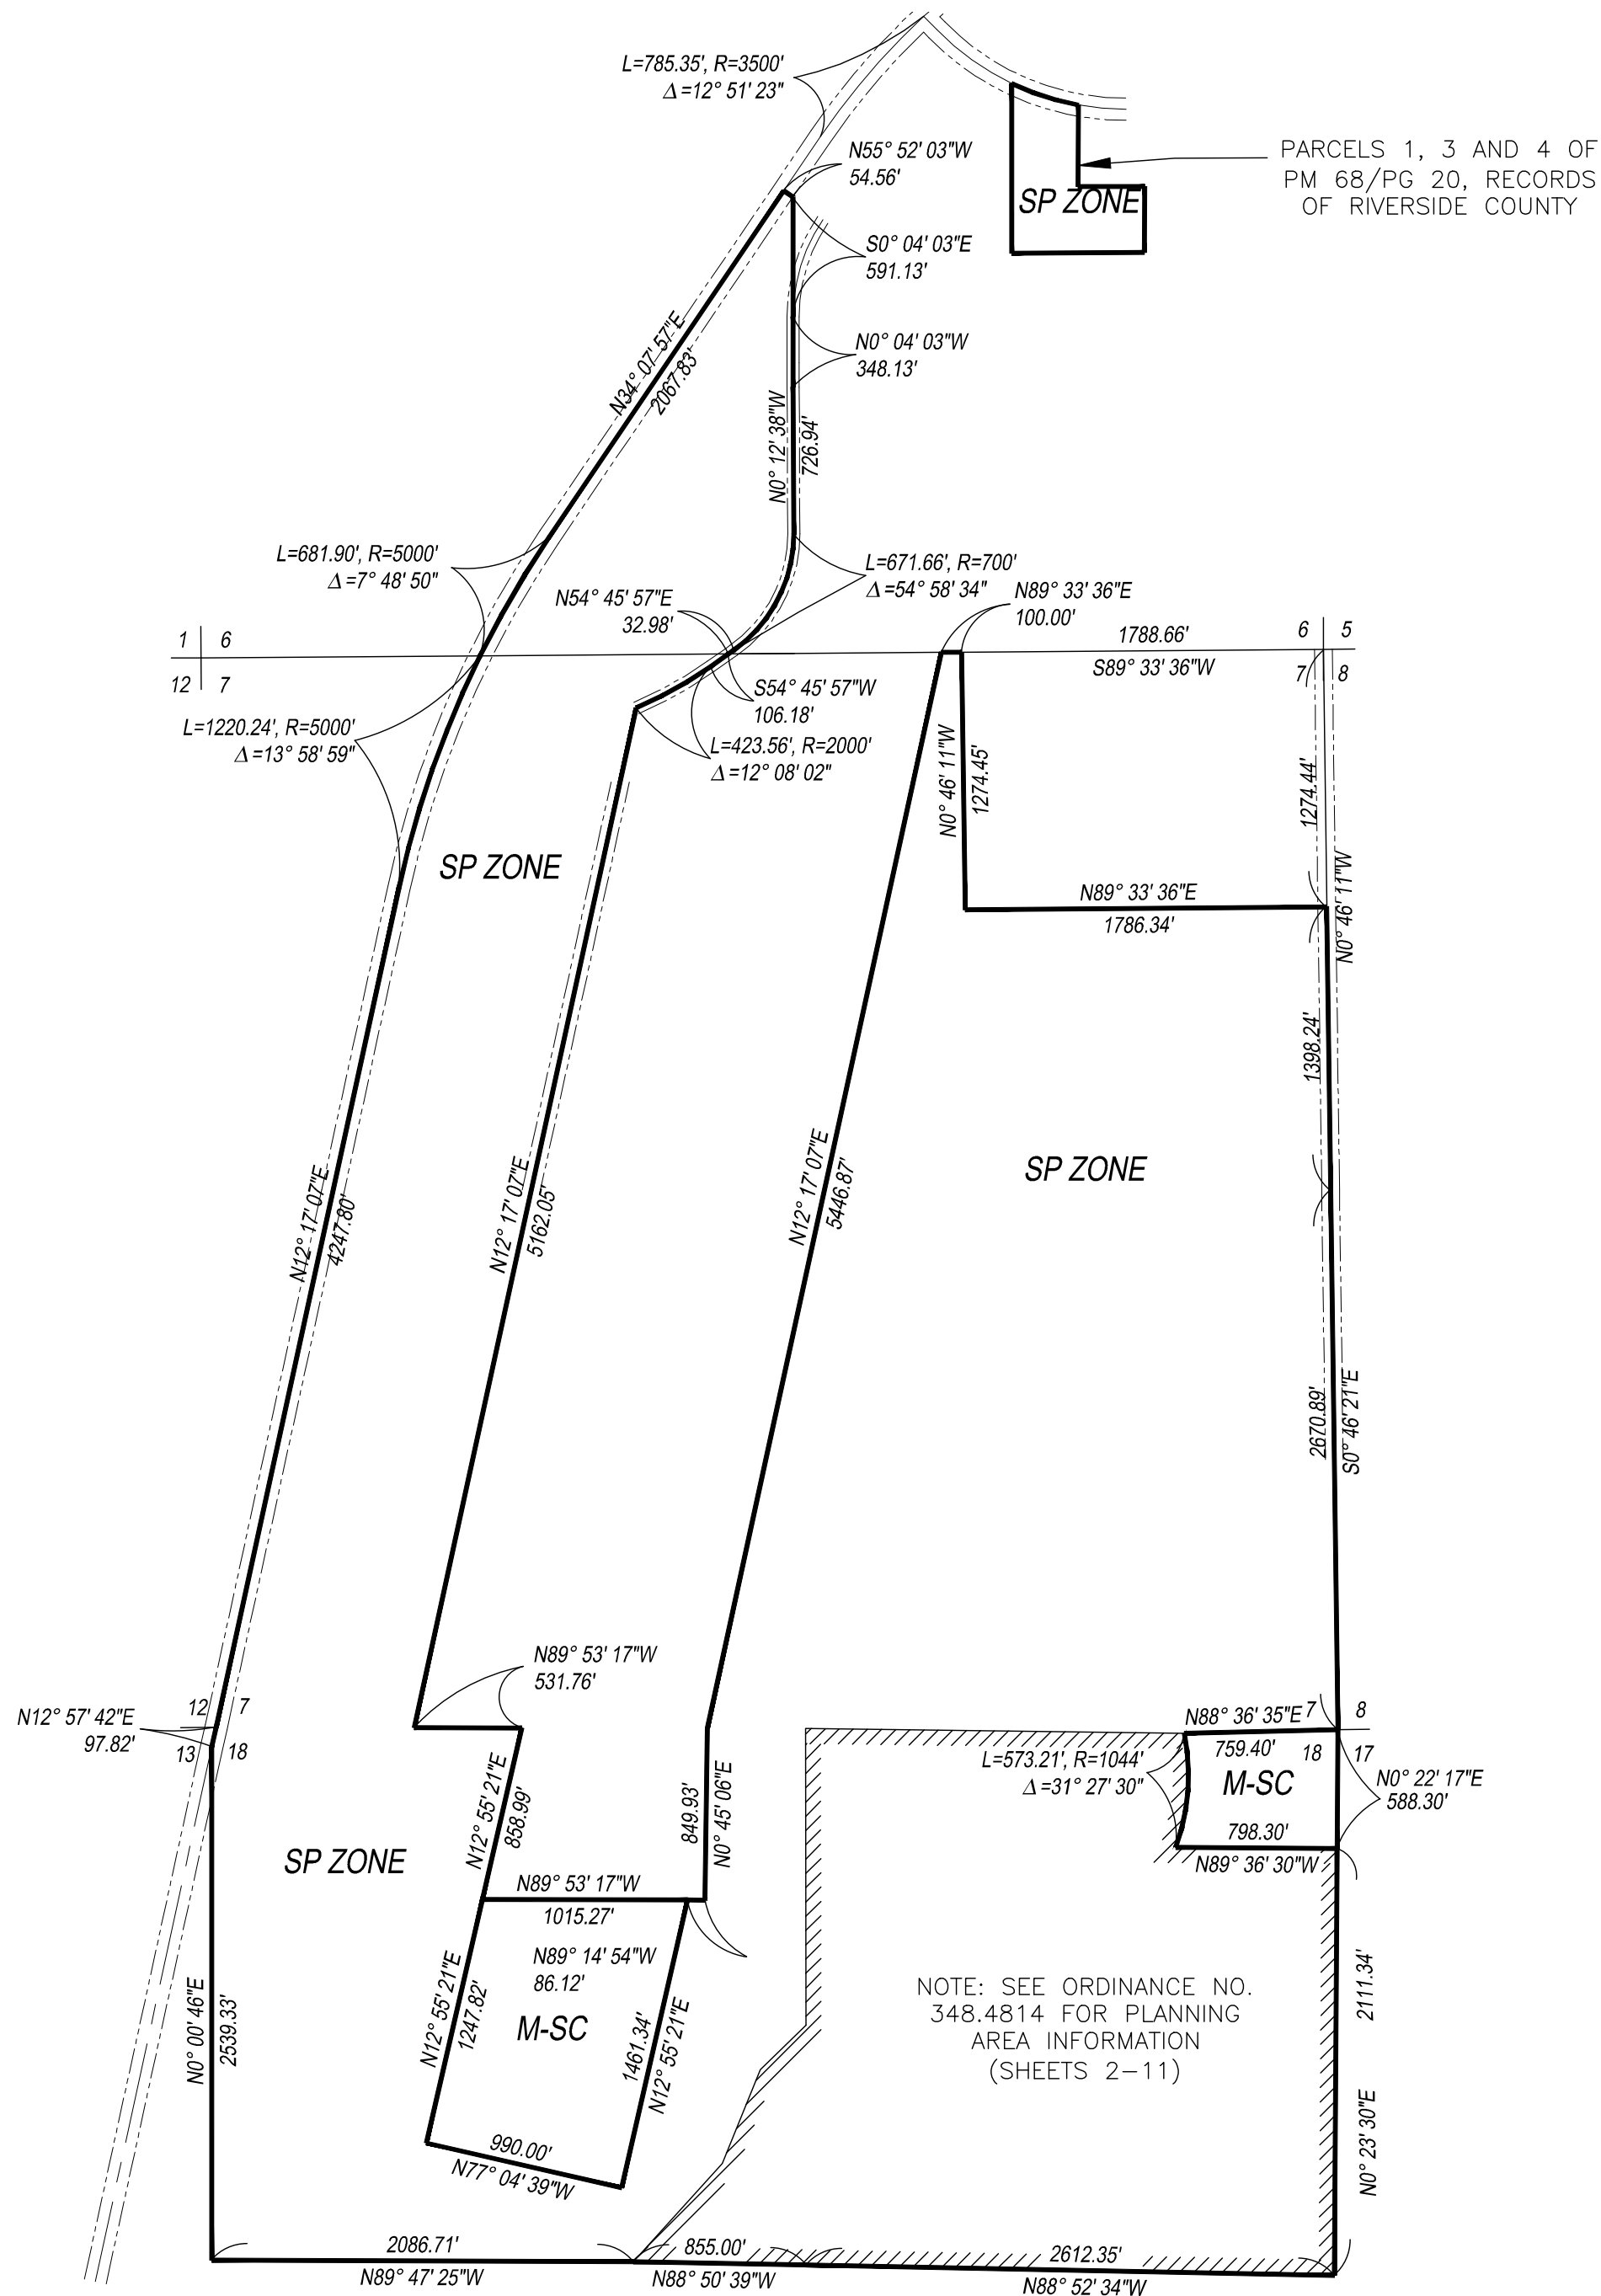 L=785.35', R=3500'
Δ=12° 51' 23"
N55° 52' 03"W
54.56'
PARCELS 1, 3 AND 4 OF
PM 68/PG 20, RECORDS
OF RIVERSIDE COUNTY
SP ZONE
S0° 04' 03"E
591.13'
N34° 07' 57"E
2067.83'
N0° 04' 03"W
348.13'
N0° 12' 38"W
726.94'
L=681.90', R=5000'
Δ=7° 48' 50"
L=671.66', R=700'
Δ=54° 58' 34"
N54° 45' 57"E
32.98'
N89° 33' 36"E
100.00'
1788.66'
S89° 33' 36"W
1 6
12 7
6 5
7 8
S54° 45' 57"W
106.18'
L=1220.24', R=5000'
Δ=13° 58' 59"
L=423.56', R=2000'
Δ=12° 08' 02"
N0° 46' 11"W
1274.45'
1274.44'
N0° 46' 11"W
SP ZONE
N89° 33' 36"E
1786.34'
1398.24'
SP ZONE
N12° 17' 07"E
4247.80'
N12° 17' 07"E
5162.05'
N12° 17' 07"E
5446.87'
2670.89'
S0° 46' 21"E
N89° 53' 17"W
531.76'
N12° 57' 42"E
97.82'
12 7
13 18
N88° 36' 35"E
759.40'
7 8
18 17
L=573.21', R=1044'
Δ=31° 27' 30"
M-SC
N0° 22' 17"E
588.30'
798.30'
N89° 36' 30"W
N12° 55' 21"E
858.99'
849.93'
N0° 45' 06"E
SP ZONE
N89° 53' 17"W
1015.27'
N89° 14' 54"W
86.12'
M-SC
N12° 55' 21"E
1247.82'
1461.34'
N12° 55' 21"E
N0° 00' 46"E
2539.33'
NOTE: SEE ORDINANCE NO.
348.4814 FOR PLANNING
AREA INFORMATION
(SHEETS 2-11)
2111.34'
N0° 23' 30"E
990.00'
N77° 04' 39"W
2086.71'
N89° 47' 25"W
855.00'
N88° 50' 39"W
2612.35'
N88° 52' 34"W